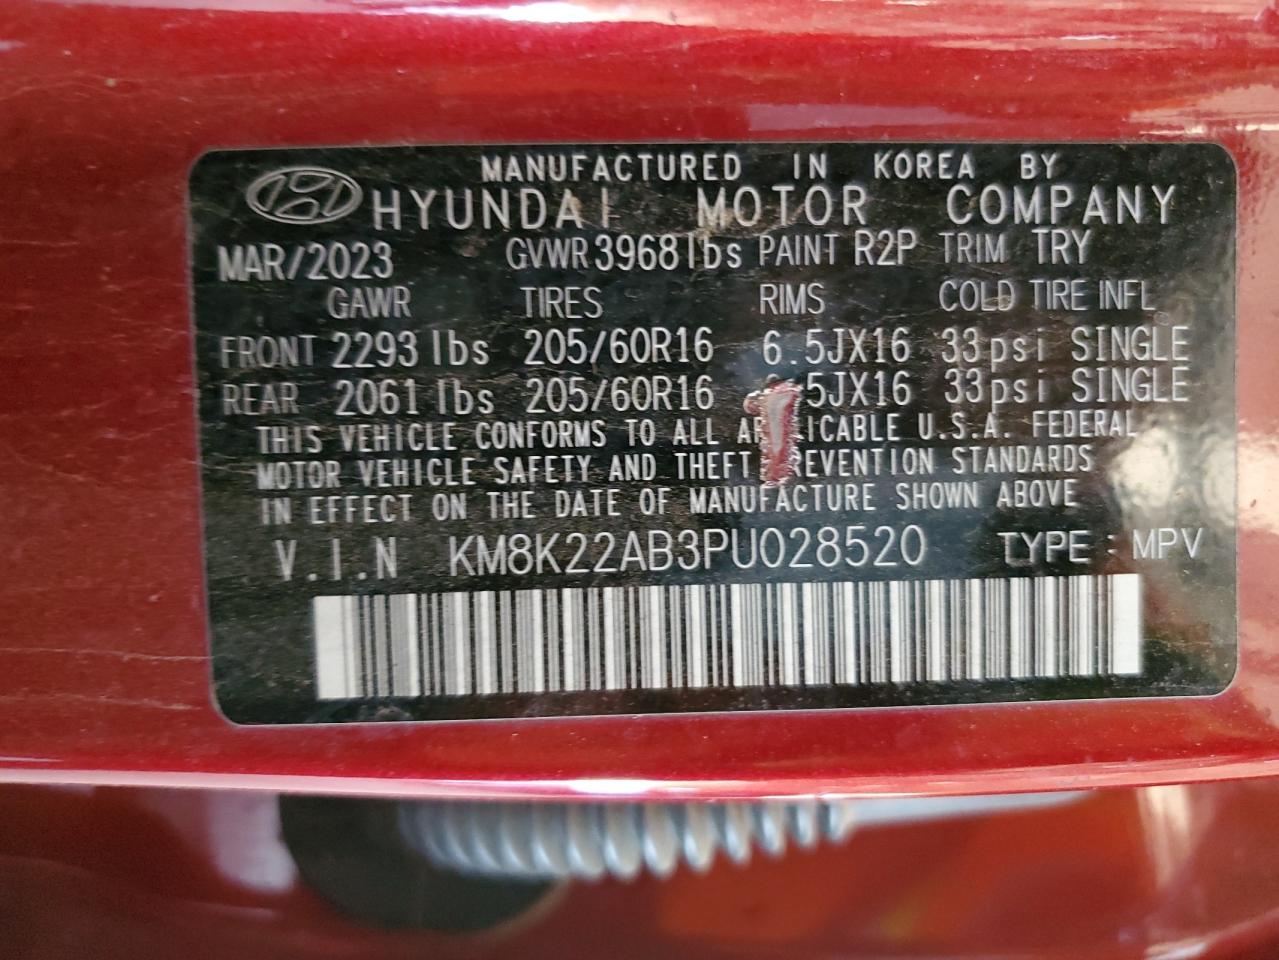 MANUFACTURED IN KOREA BY
HYUNDAI MOTOR COMPANY
MAR/2023 GVWR 3968 lbs PAINT R2P TRIM TRY
GAWR TIRES RIMS COLD TIRE INFL
FRONT 2293 lbs 205/60R16 6.5JX16 33psi SINGLE
REAR 2061 lbs 205/60R16 5JX16 33psi SINGLE
THIS VEHICLE CONFORMS TO ALL U.S.A. FEDERAL
MOTOR VEHICLE SAFETY AND THEFT STANDARDS
IN EFFECT ON THE DATE OF MANUFACTURE SHOWN ABOVE
V.I.N KM8K22AB3PU028520 TYPE : MPV